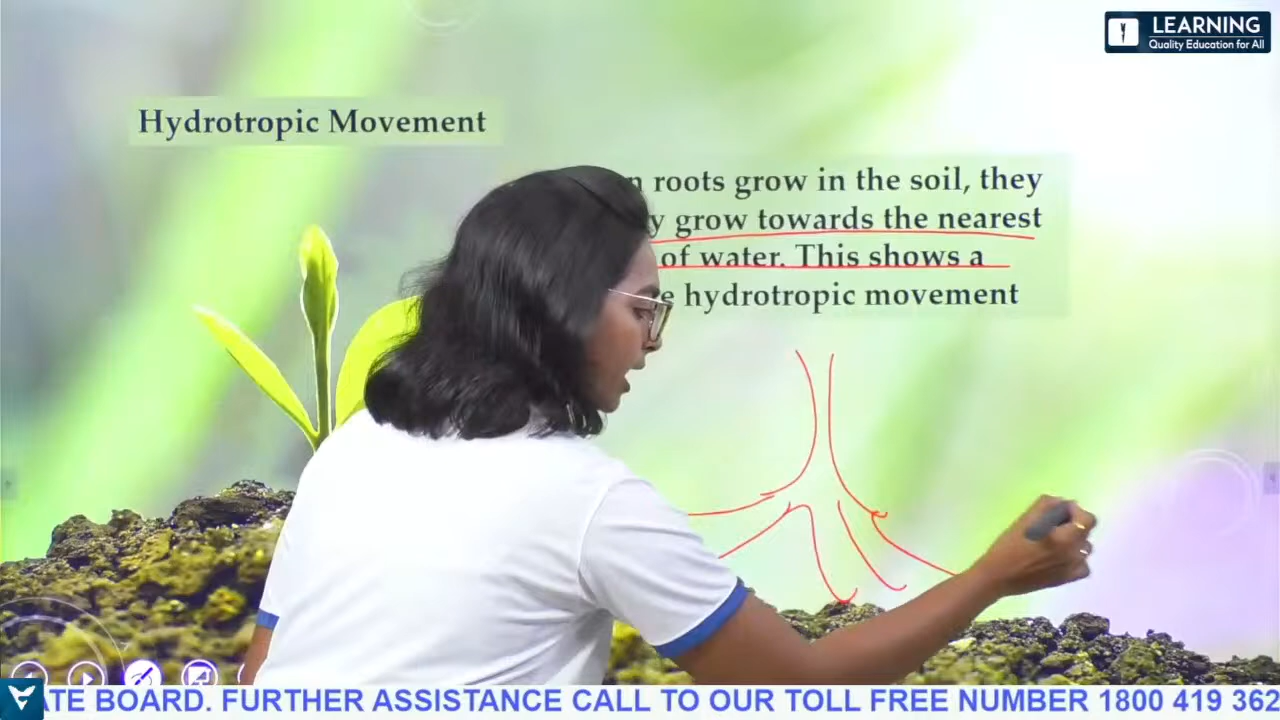 LEARNING
Quality Education for All
Hydrotropic Movement
roots grow in the soil, they
grow towards the nearest
of water. This shows a
hydrotropic movement
BOARD. FURTHER ASSISTANCE CALL TO OUR TOLL FREE NUMBER 1800 419 362